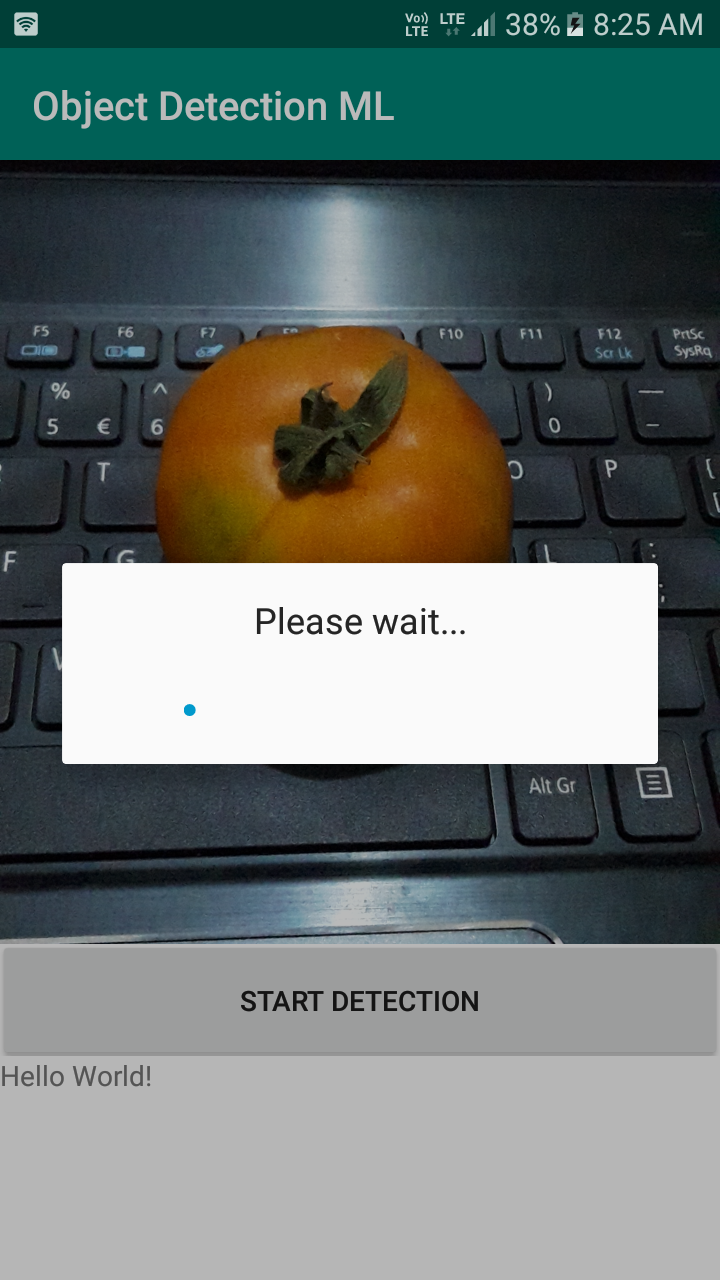 Vo)) LTE LTE 38% 8:25 AM
Object Detection ML
F5 F6 F7 F10 F11 F12 PrtSc
Scr Lk SysRq
% ^ ) —
5 € 6 0 -
T O P [
F G L :
;
Please wait...
Alt Gr
START DETECTION
Hello World!